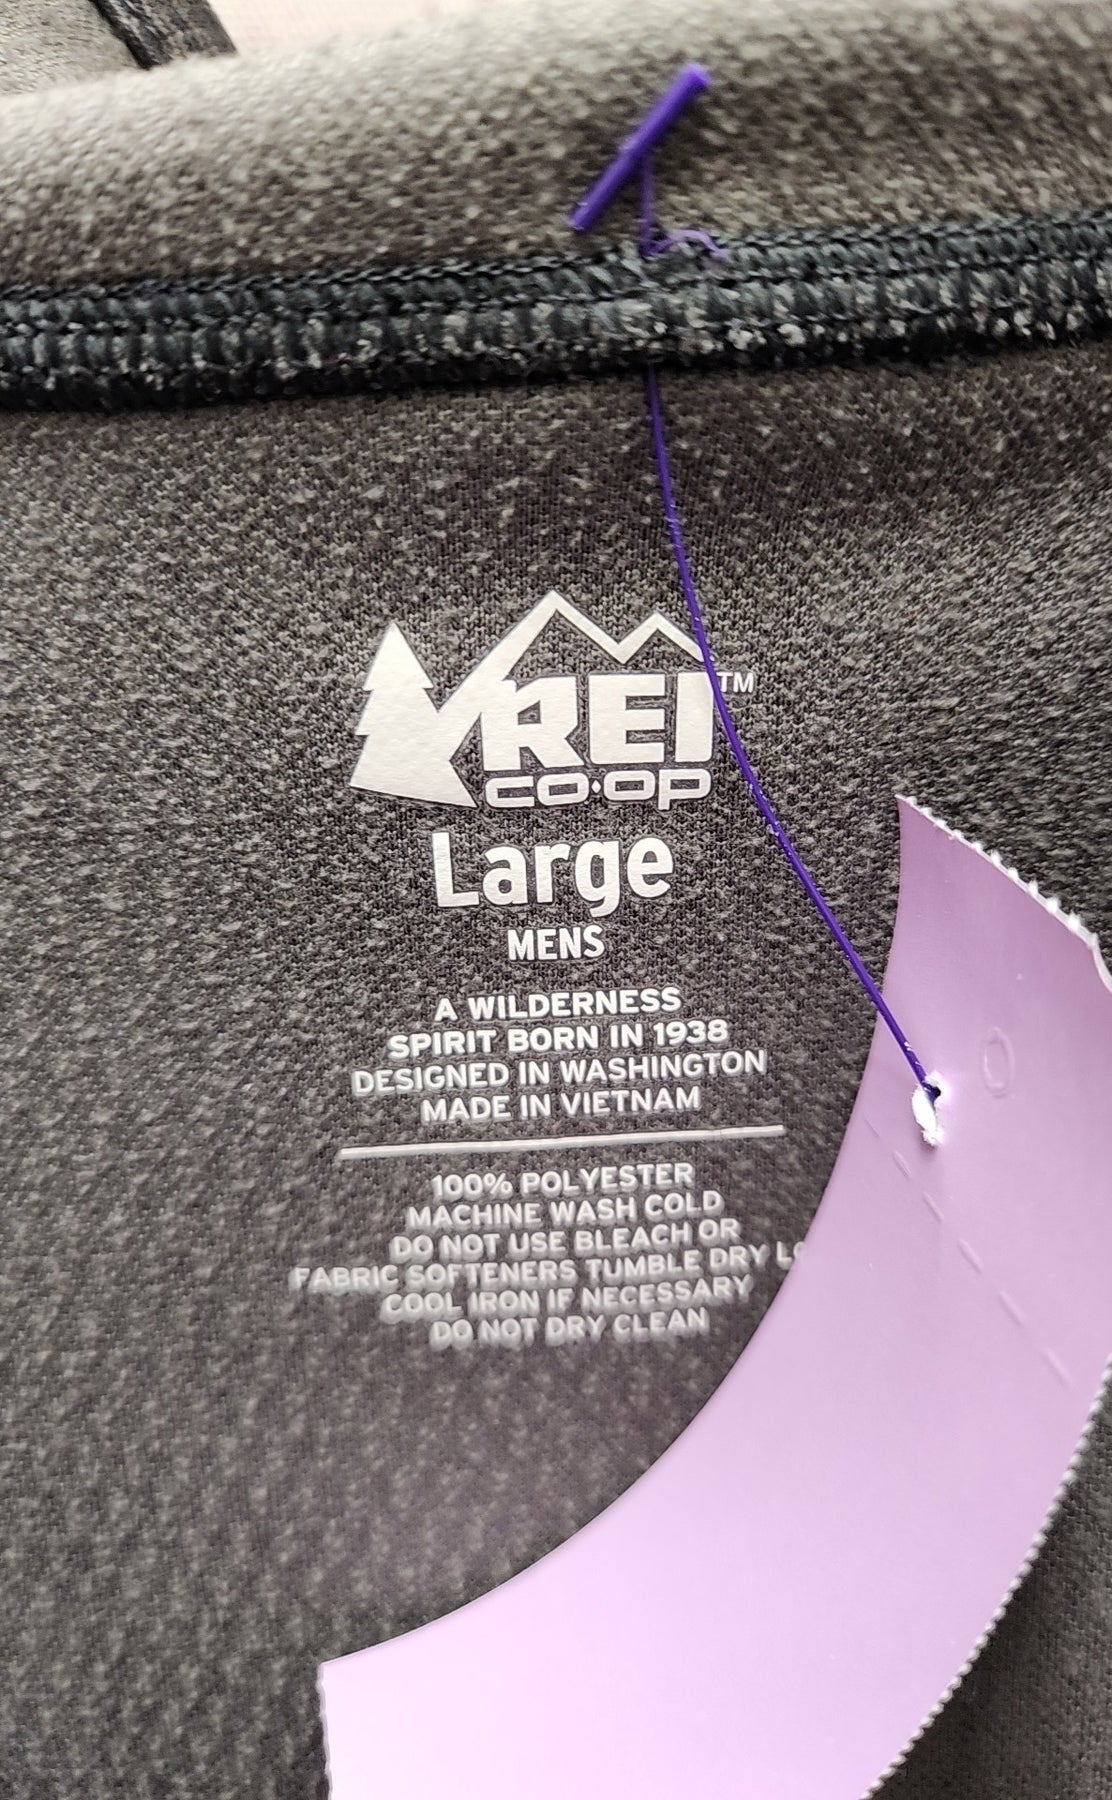 REI™
CO·OP
Large
MENS
A WILDERNESS
SPIRIT BORN IN 1938
DESIGNED IN WASHINGTON
MADE IN VIETNAM
100% POLYESTER
MACHINE WASH COLD
DO NOT USE BLEACH OR
FABRIC SOFTENERS TUMBLE DRY
COOL IRON IF NECESSARY
DO NOT DRY CLEAN